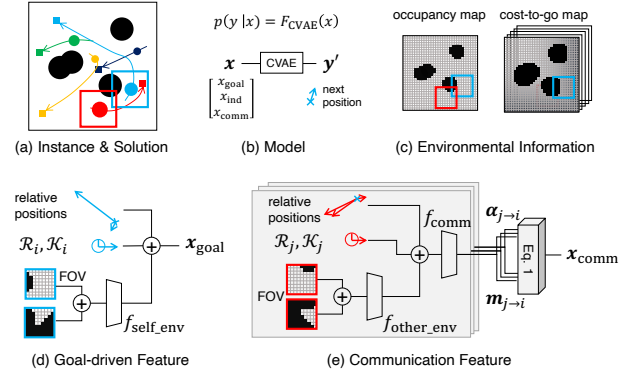 p(y |x) = F_CVAE(x)
x
CVAE
y′
x_goal
x_ind
x_comm
next
position
occupancy map
cost-to-go map
(a) Instance & Solution
(b) Model
(c) Environmental Information
relative
positions
ℛ_i, 𝒦_i
FOV
f_self_env
x_goal
(d) Goal-driven Feature
relative
positions
ℛ_j, 𝒦_j
FOV
f_other_env
f_comm
α_{j→i}
m_{j→i}
Eq. 1
x_comm
(e) Communication Feature